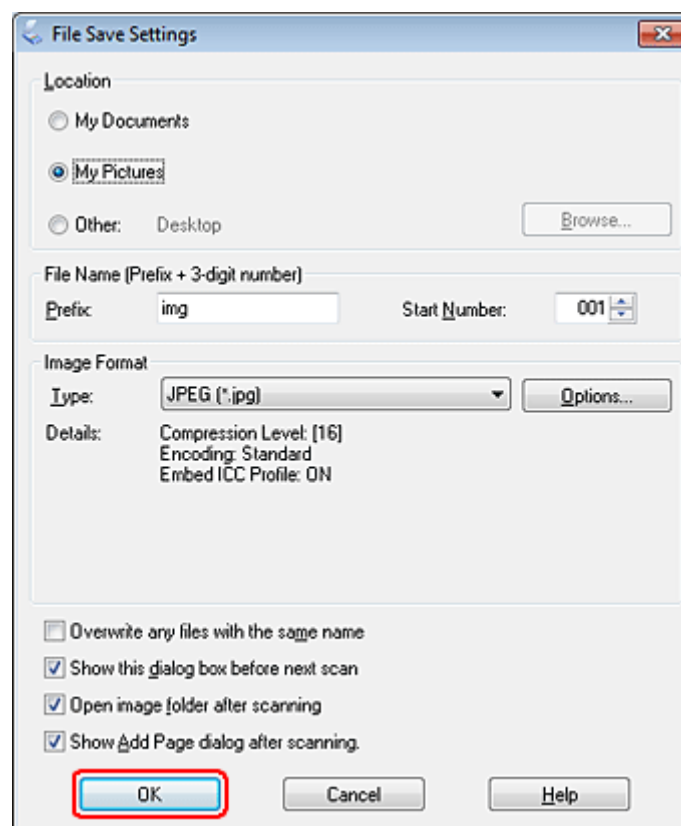 File Save Settings
Location
My Documents
My Pictures
Other: Desktop Browse...
File Name (Prefix + 3-digit number)
Prefix: img Start Number: 001
Image Format
Type: JPEG (*.jpg) Options...
Details: Compression Level: [16]
Encoding: Standard
Embed ICC Profile: ON
Overwrite any files with the same name
Show this dialog box before next scan
Open image folder after scanning
Show Add Page dialog after scanning.
OK Cancel Help